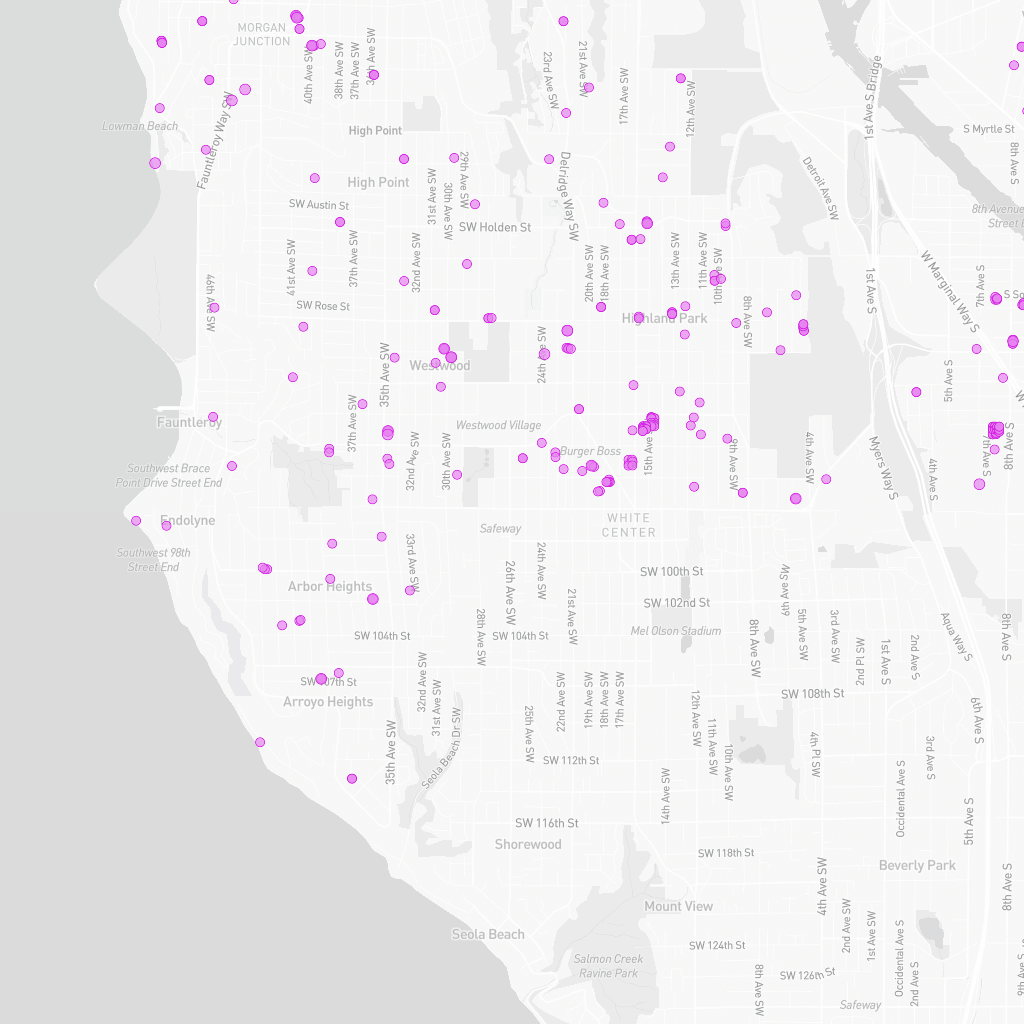 MORGAN
JUNCTION
40th Ave SW
38th Ave SW
37th Ave SW
34th Ave SW
23rd Ave SW
21st Ave SW
17th Ave SW
12th Ave SW
1st Ave S Bridge
Lowman Beach
Fauntleroy Way SW
High Point
S Myrtle St
8th Ave S
High Point
29th Ave SW
31st Ave SW
30th Ave SW
Delridge Way SW
Detroit Ave SW
SW Austin St
SW Holden St
8th Avenue
Street
41st Ave SW
37th Ave SW
32nd Ave SW
20th Ave SW
18th Ave SW
13th Ave SW
11th Ave SW
10th Ave SW
1st Ave S
W Marginal Way S
7th Ave S
46th Ave SW
SW Rose St
Highland Park
8th Ave SW
35th Ave SW
Westwood
24th Ave SW
5th Ave S
Fauntleroy
37th Ave SW
Westwood Village
Burger Boss
15th Ave
9th Ave SW
4th Ave SW
Myers Way S
4th Ave S
7th Ave S
8th Ave S
Southwest Brace
Point Drive Street End
32nd Ave SW
30th Ave SW
Endolyne
Safeway
WHITE
CENTER
Southwest 98th
Street End
33rd Ave SW
24th Ave SW
26th Ave SW
21st Ave SW
SW 100th St
SW 102nd St
6th Ave SW
Arbor Heights
28th Ave SW
SW 104th St
SW 104th St
Mel Olson Stadium
8th Ave SW
5th Ave SW
3rd Ave SW
2nd Pl SW
1st Ave S
2nd Ave S
Aqua Way S
8th Ave S
SW 107th St
Arroyo Heights
32nd Ave SW
31st Ave SW
Seola Beach Dr SW
35th Ave SW
25th Ave SW
22nd Ave SW
19th Ave SW
18th Ave SW
17th Ave SW
12th Ave SW
11th Ave SW
10th Ave SW
SW 108th St
6th Ave S
4th Pl SW
3rd Ave S
SW 112th St
14th Ave SW
Occidental Ave S
5th Ave S
SW 116th St
Shorewood
SW 118th St
Beverly Park
4th Ave SW
8th Ave S
Mount View
2nd Ave SW
1st Ave SW
Occidental Ave S
Seola Beach
SW 124th St
Salmon Creek
Ravine Park
8th Ave SW
SW 126th St
2nd Ave S
Safeway